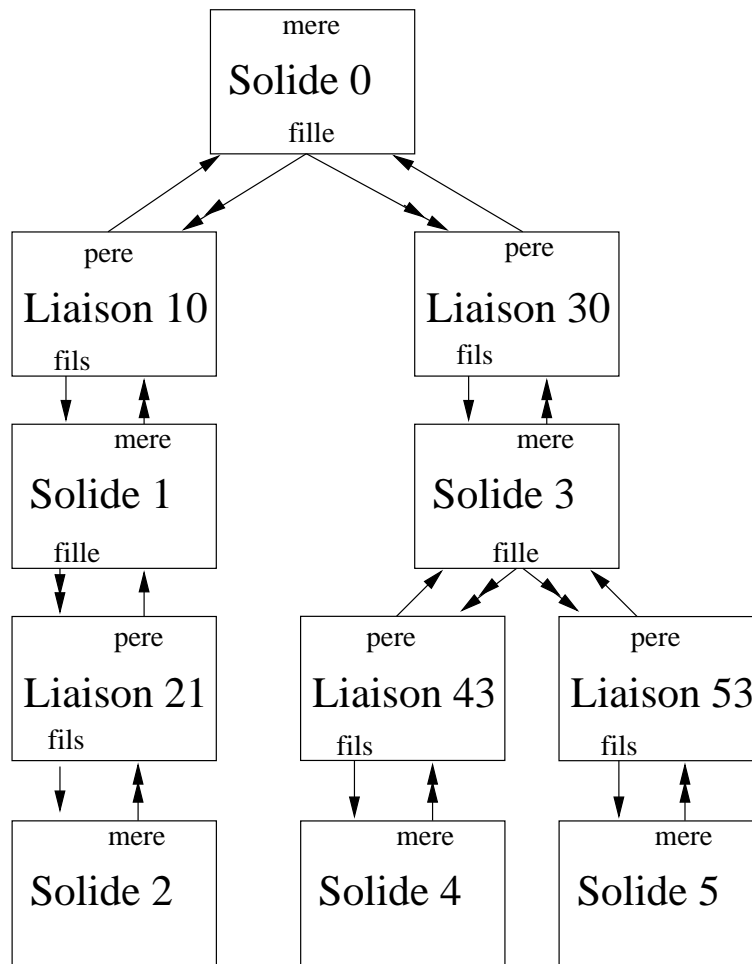 mere
Solide 0
fille
pere
Liaison 10
fils
pere
Liaison 30
fils
mere
Solide 1
fille
mere
Solide 3
fille
pere
Liaison 21
fils
pere
Liaison 43
fils
pere
Liaison 53
fils
mere
Solide 2
mere
Solide 4
mere
Solide 5